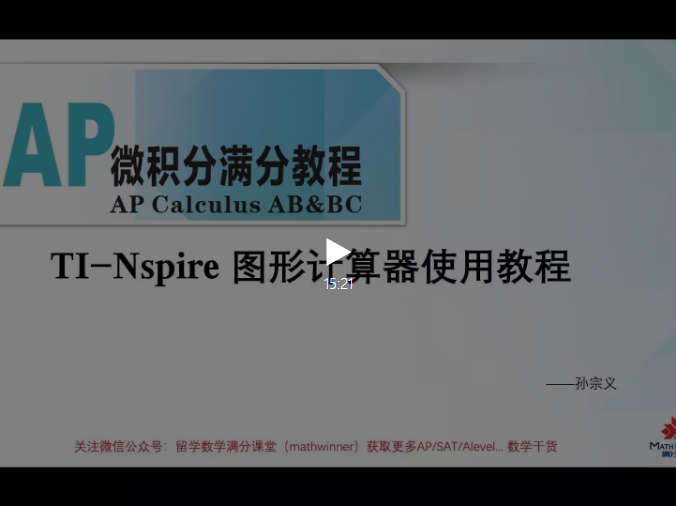 AP微积分满分教程
AP Calculus AB&BC
TI-Nspire 图形计算器使用教程
15:21
——孙宗义
关注微信公众号：留学数学满分课堂（mathwinner）获取更多AP/SAT/Alevel... 数学干货
MATH